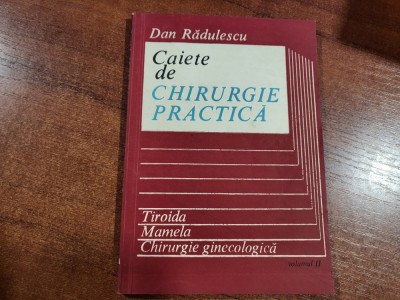 Dan Rădulescu
Caiete
de
CHIRURGIE
PRACTICĂ
Tiroida
Mamela
Chirurgie ginecologică
volumul II